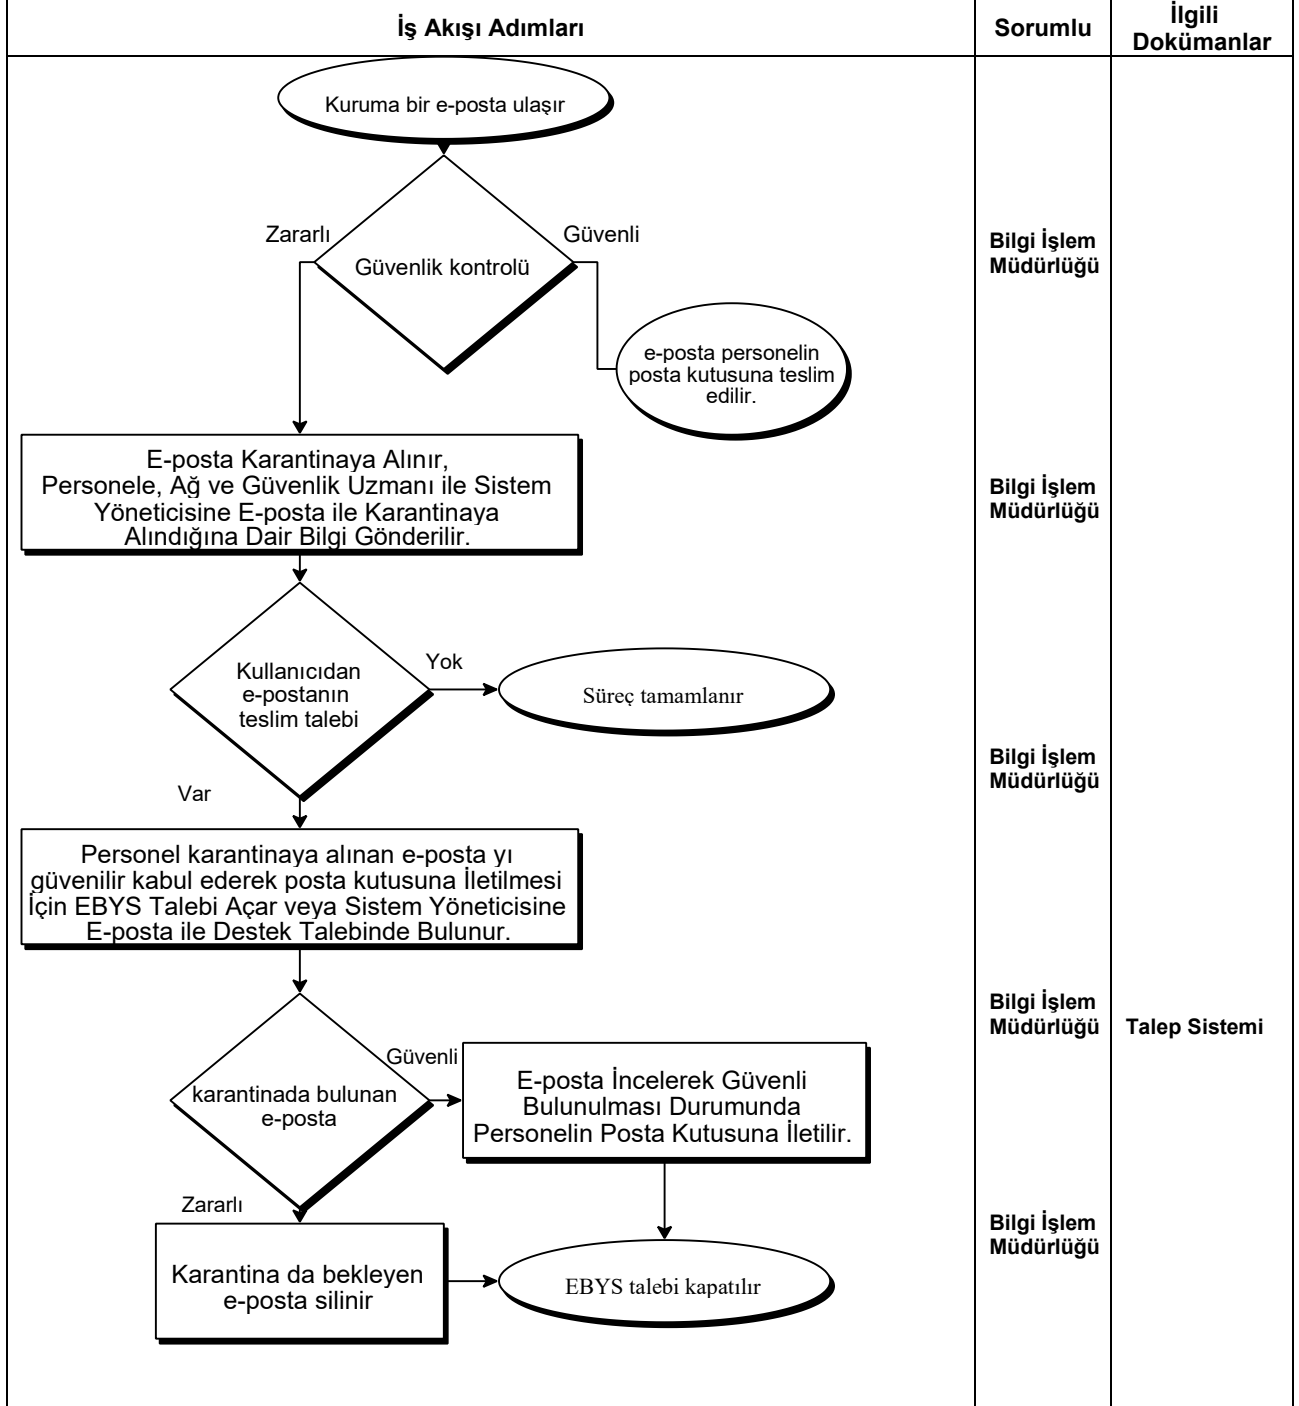 İş Akışı Adımları
Sorumlu
İlgili
Dokümanlar
Kuruma bir e-posta ulaşır
Zararlı
Güvenli
Güvenlik kontrolü
Bilgi İşlem
Müdürlüğü
e-posta personelin
posta kutusuna teslim
edilir.
E-posta Karantinaya Alınır,
Personele, Ağ ve Güvenlik Uzmanı ile Sistem
Yöneticisine E-posta ile Karantinaya
Alındığına Dair Bilgi Gönderilir.
Bilgi İşlem
Müdürlüğü
Kullanıcıdan
e-postanın
teslim talebi
Yok
Süreç tamamlanır
Bilgi İşlem
Müdürlüğü
Var
Personel karantinaya alınan e-posta yı
güvenilir kabul ederek posta kutusuna İletilmesi
İçin EBYS Talebi Açar veya Sistem Yöneticisine
E-posta ile Destek Talebinde Bulunur.
Bilgi İşlem
Müdürlüğü
Talep Sistemi
Güvenli
karantinada bulunan
e-posta
E-posta İncelerek Güvenli
Bulunulması Durumunda
Personelin Posta Kutusuna İletilir.
Zararlı
Bilgi İşlem
Müdürlüğü
Karantina da bekleyen
e-posta silinir
EBYS talebi kapatılır